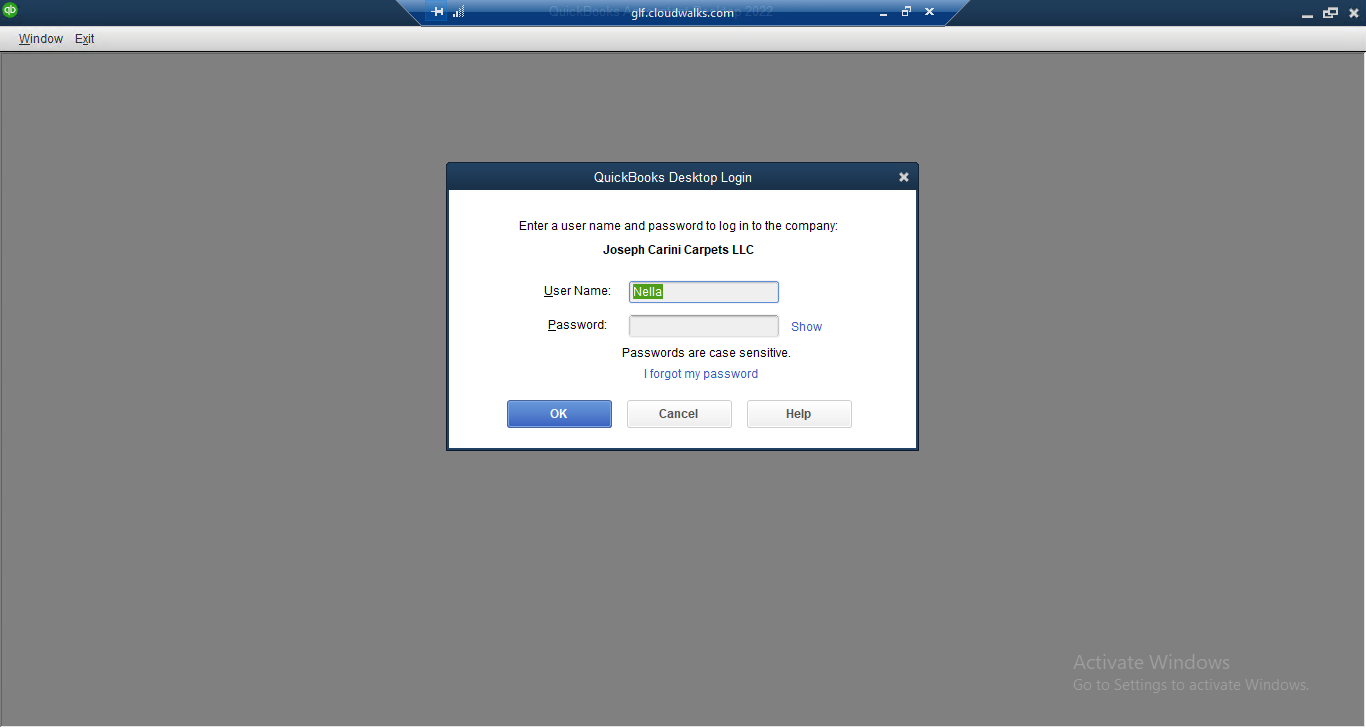 qb
QuickBooks A p 2022
glf.cloudwalks.com
Window Exit
QuickBooks Desktop Login
Enter a user name and password to log in to the company:
Joseph Carini Carpets LLC
User Name: Nella
Password: Show
Passwords are case sensitive.
I forgot my password
OK Cancel Help
Activate Windows
Go to Settings to activate Windows.